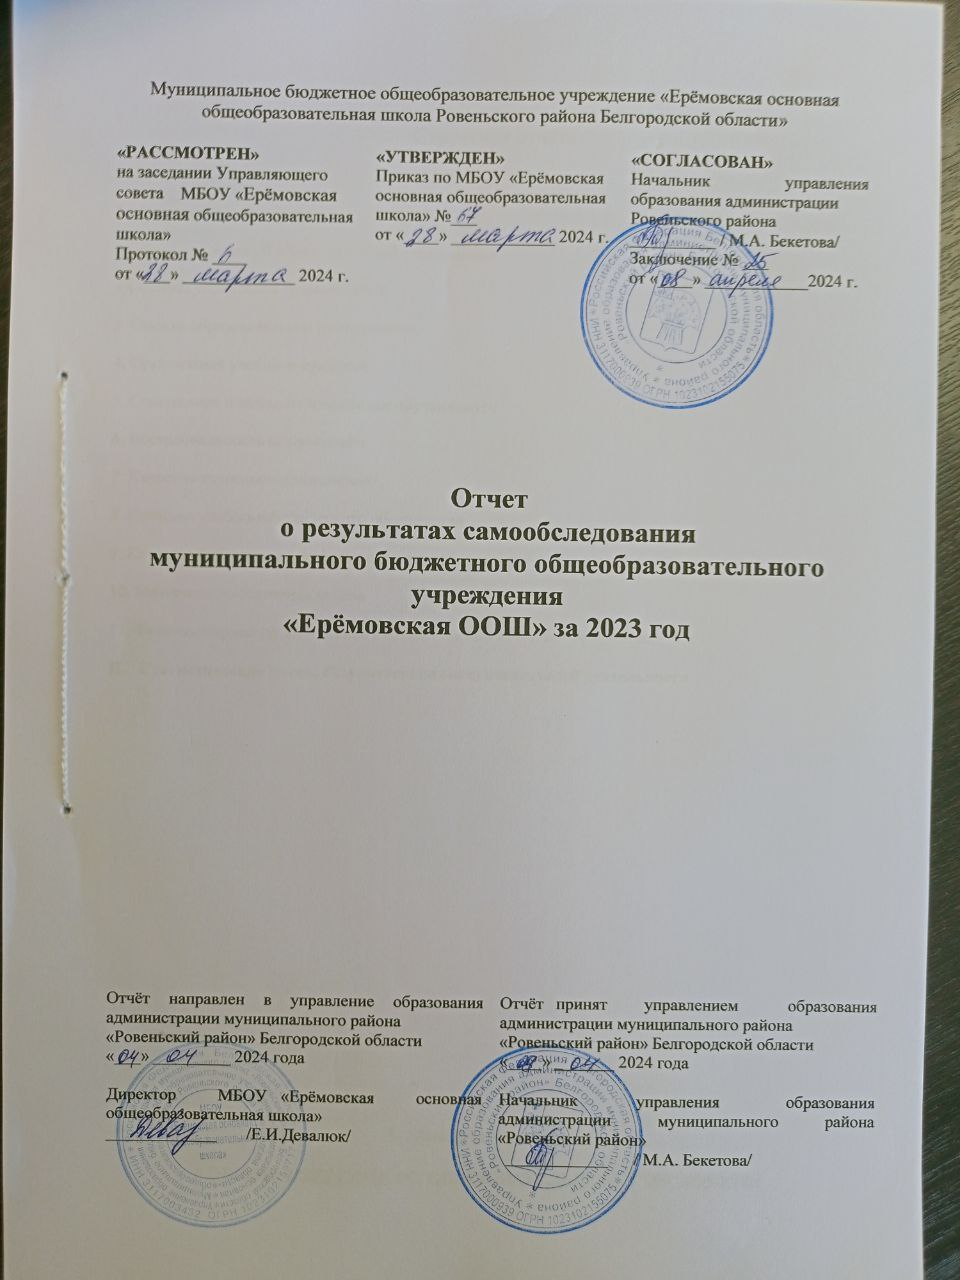 Муниципальное бюджетное общеобразовательное учреждение «Ерёмовская основная
общеобразовательная школа Ровеньского района Белгородской области»
«РАССМОТРЕН»
на заседании Управляющего
совета МБОУ «Ерёмовская
основная общеобразовательная
школа»
Протокол № 6
от «28» марта 2024 г.
«УТВЕРЖДЕН»
Приказ по МБОУ «Ерёмовская
основная общеобразовательная
школа» № 67
от «28» марта 2024 г.
«СОГЛАСОВАН»
Начальник управления
образования администрации
Ровеньского района
/ М.А. Бекетова/
Заключение № 25
от «08» апреля 2024 г.
Отчет
о результатах самообследования
муниципального бюджетного общеобразовательного
учреждения
«Ерёмовская ООШ» за 2023 год
Отчёт направлен в управление образования
администрации муниципального района
«Ровеньский район» Белгородской области
«04» 04 2024 года
Директор МБОУ «Ерёмовская основная
общеобразовательная школа»
/Е.И.Девалюк/
Отчёт принят управлением образования
администрации муниципального района
«Ровеньский район» Белгородской области
« » 04 2024 года
Начальник управления образования
администрации муниципального района
«Ровеньский район»
/ М.А. Бекетова/